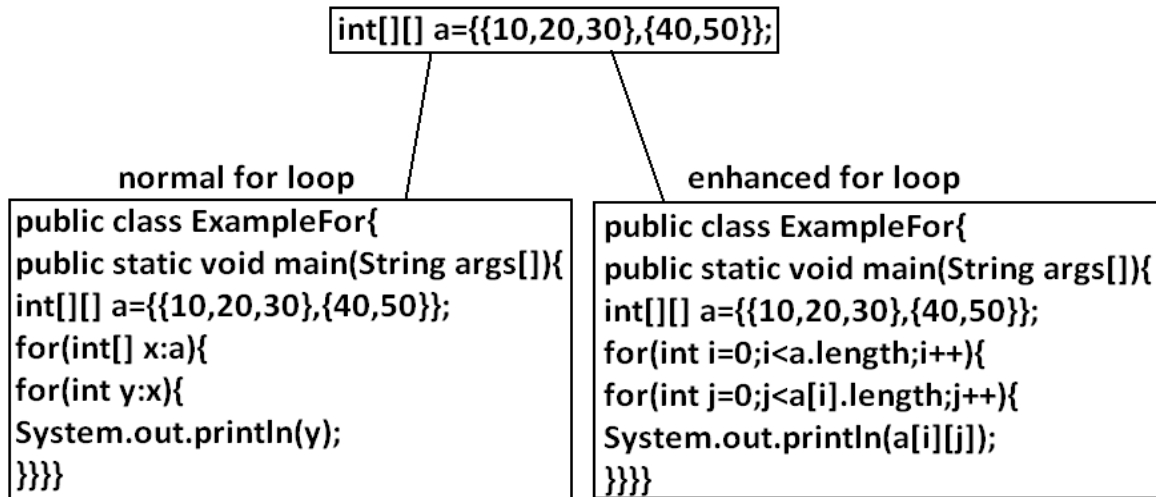 int[][] a={{10,20,30},{40,50}};
normal for loop
public class ExampleFor{
public static void main(String args[]){
int[][] a={{10,20,30},{40,50}};
for(int[] x:a){
for(int y:x){
System.out.println(y);
}}}}
enhanced for loop
public class ExampleFor{
public static void main(String args[]){
int[][] a={{10,20,30},{40,50}};
for(int i=0;i<a.length;i++){
for(int j=0;j<a[i].length;j++){
System.out.println(a[i][j]);
}}}}